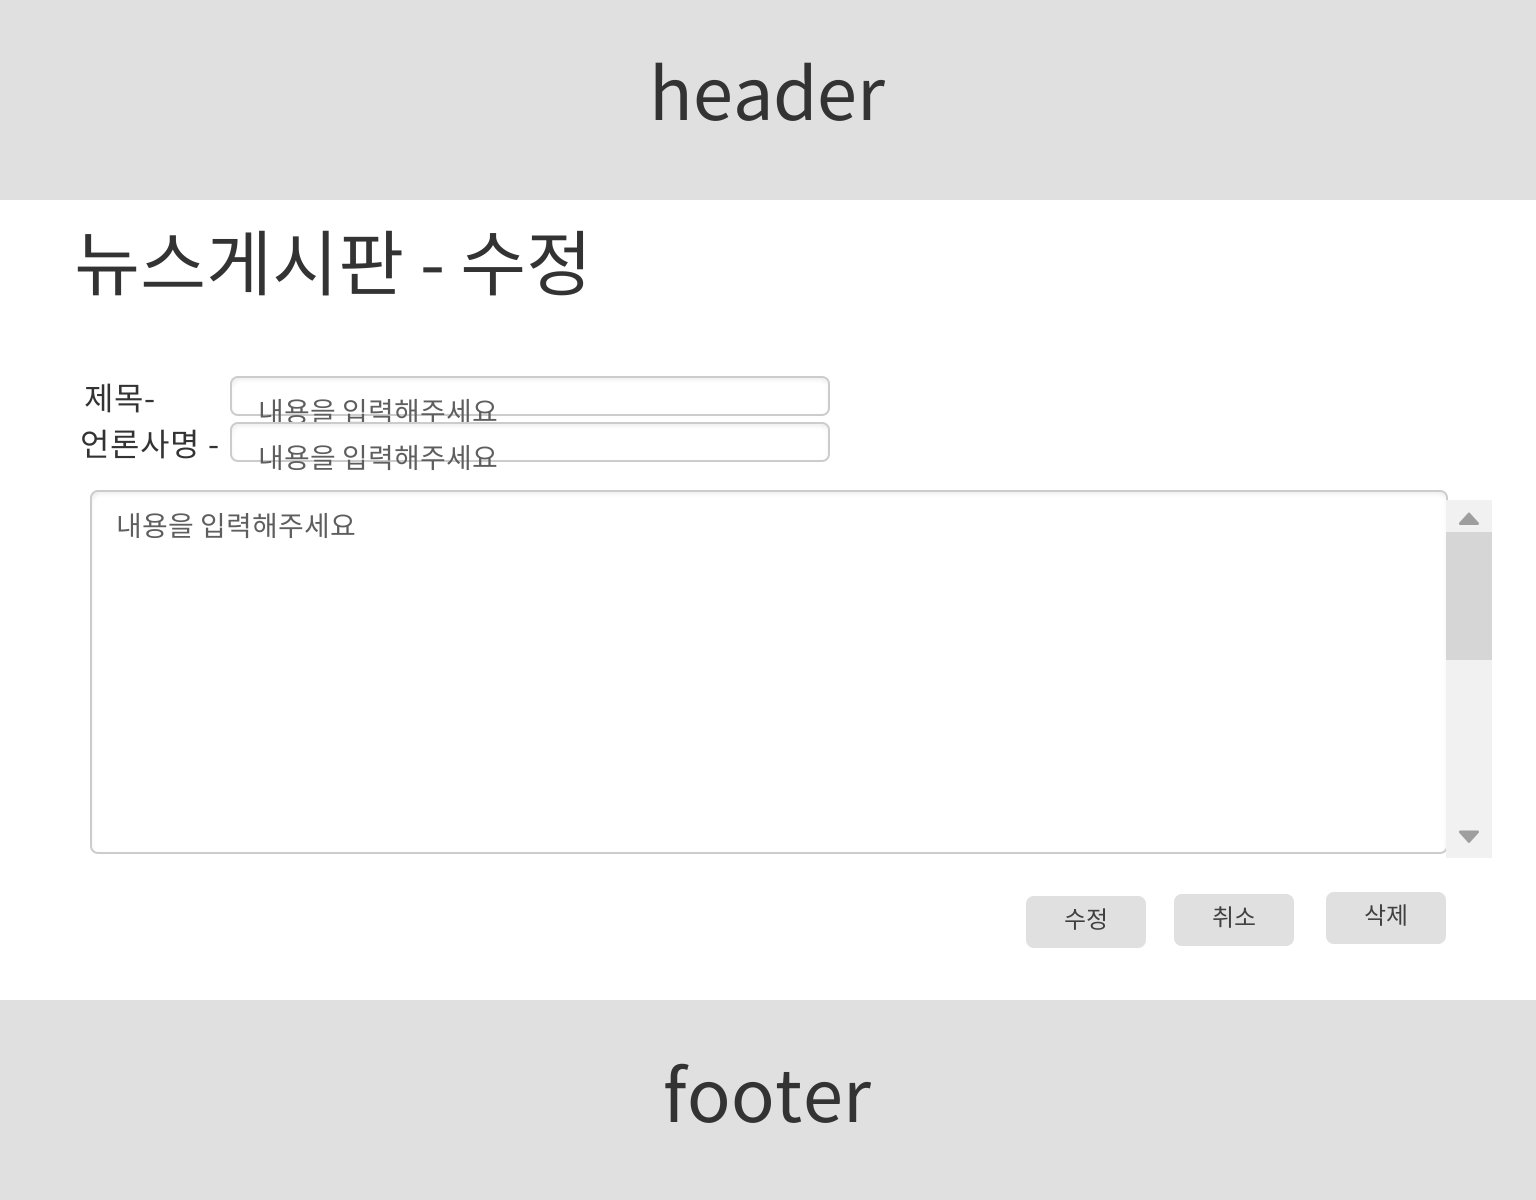 header
뉴스게시판 - 수정
제목-
내용을 입력해주세요
언론사명 -
내용을 입력해주세요
내용을 입력해주세요
수정
취소
삭제
footer